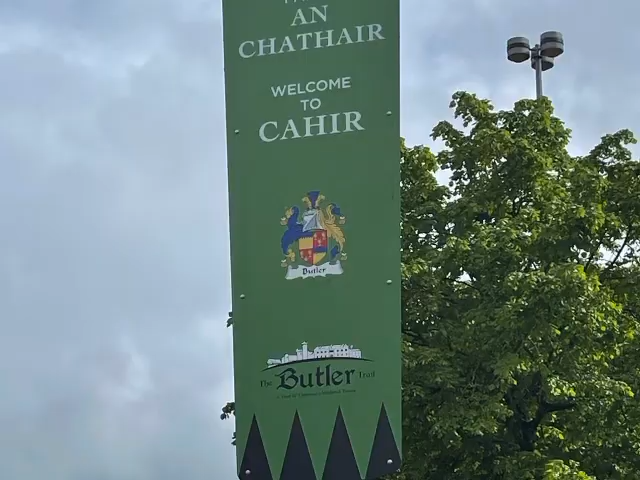 AN
CHATHAIR
WELCOME
TO
CAHIR
Butler
The Butler Trail